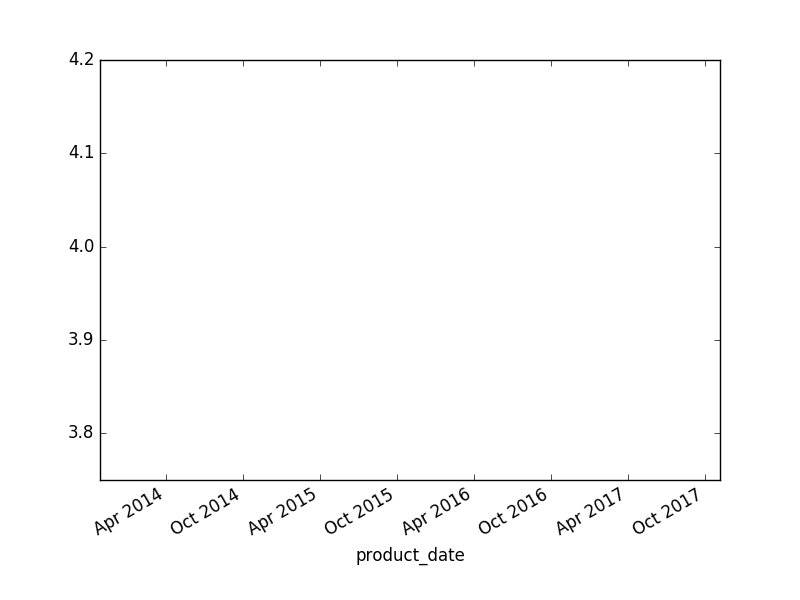 4.2
4.1
4.0
3.9
3.8
Apr 2014
Oct 2014
Apr 2015
Oct 2015
Apr 2016
Oct 2016
Apr 2017
Oct 2017
product_date